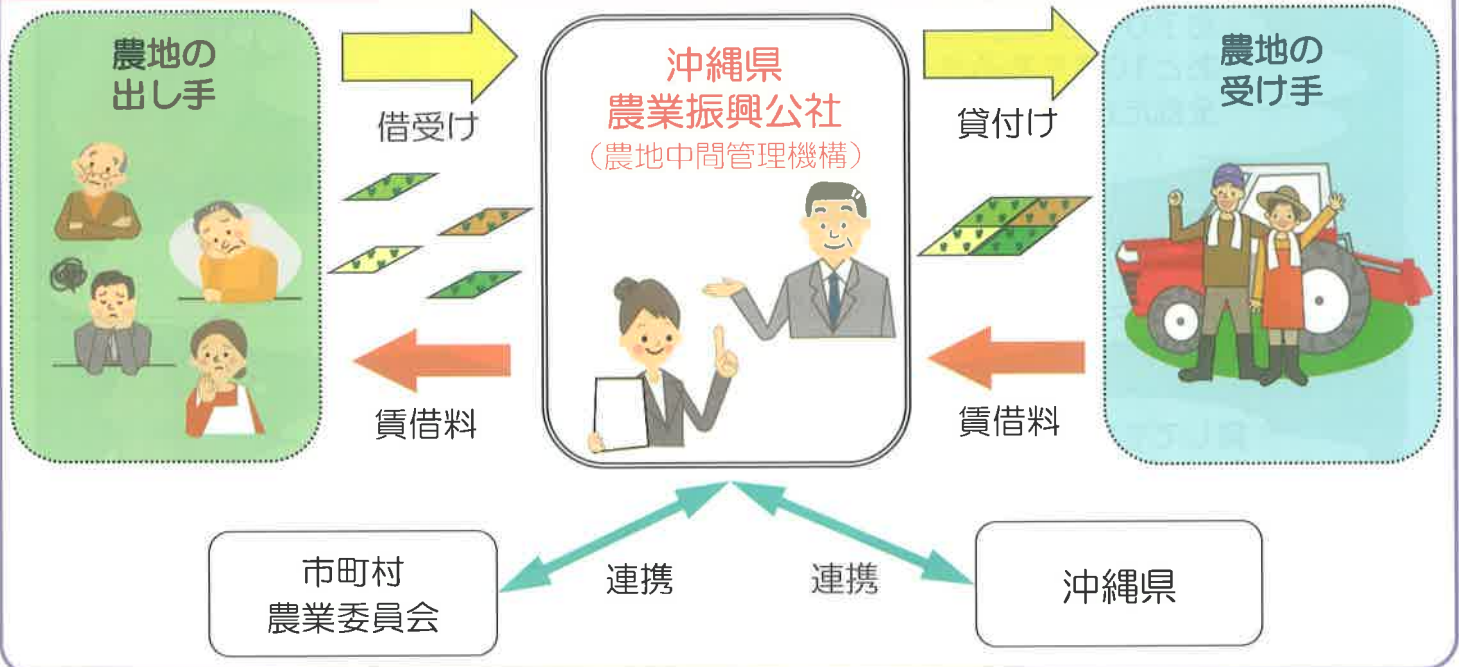 農地の
出し手
借受け
賃借料
沖縄県
農業振興公社
（農地中間管理機構）
貸付け
賃借料
農地の
受け手
市町村
農業委員会
連携
連携
沖縄県